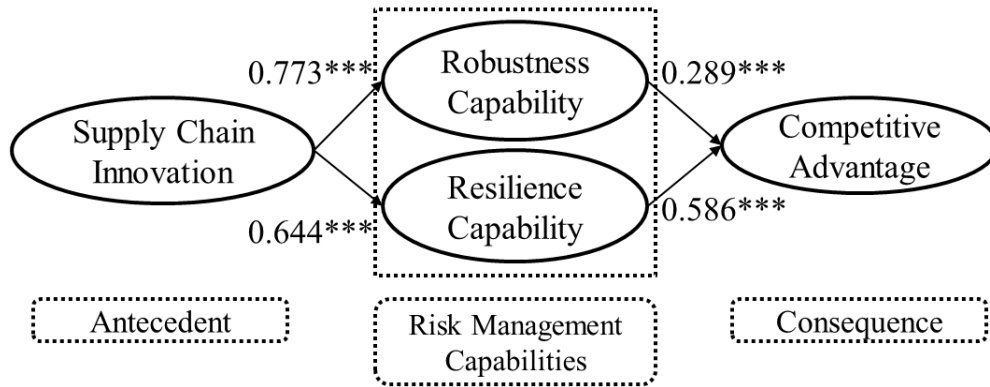 0.773***
Robustness
Capability
0.289***
Supply Chain
Innovation
Competitive
Advantage
0.644***
Resilience
Capability
0.586***
Antecedent
Risk Management
Capabilities
Consequence